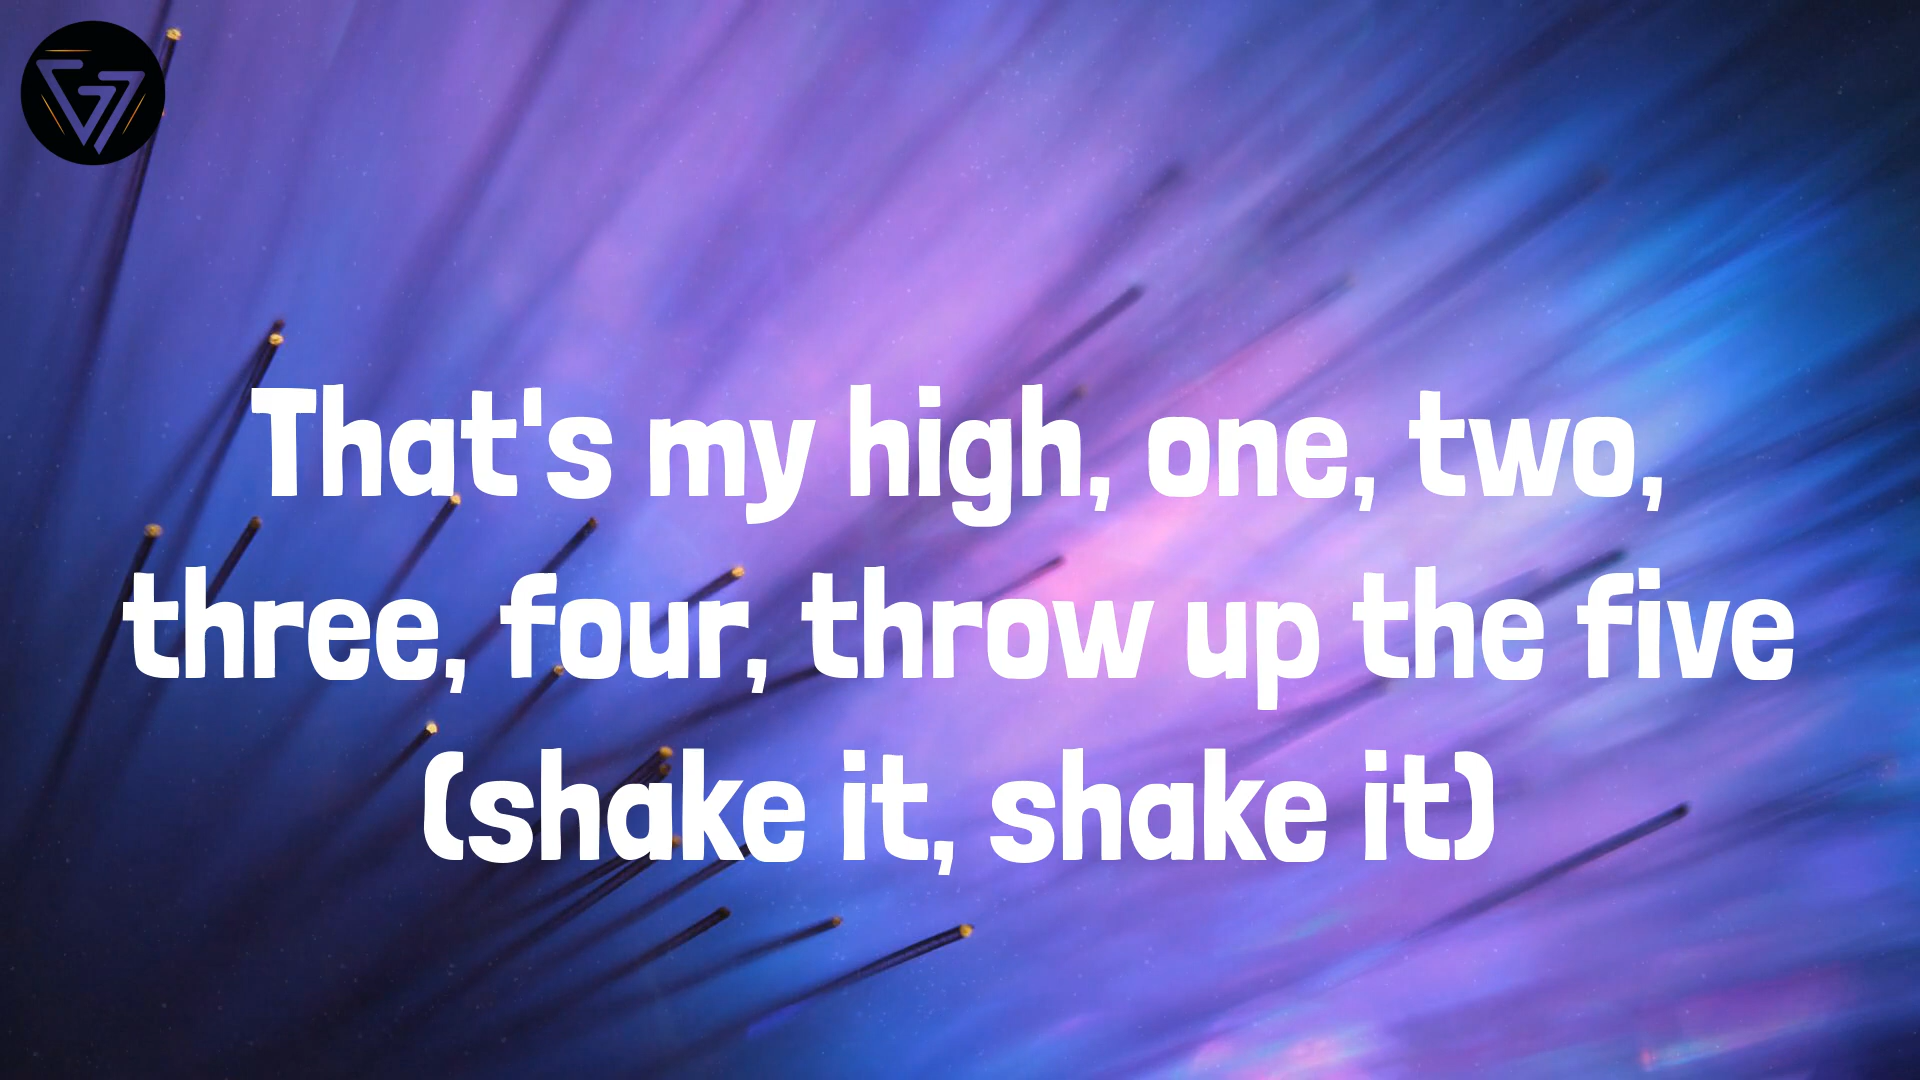 That's my high, one, two,
three, four, throw up the five
(shake it, shake it)